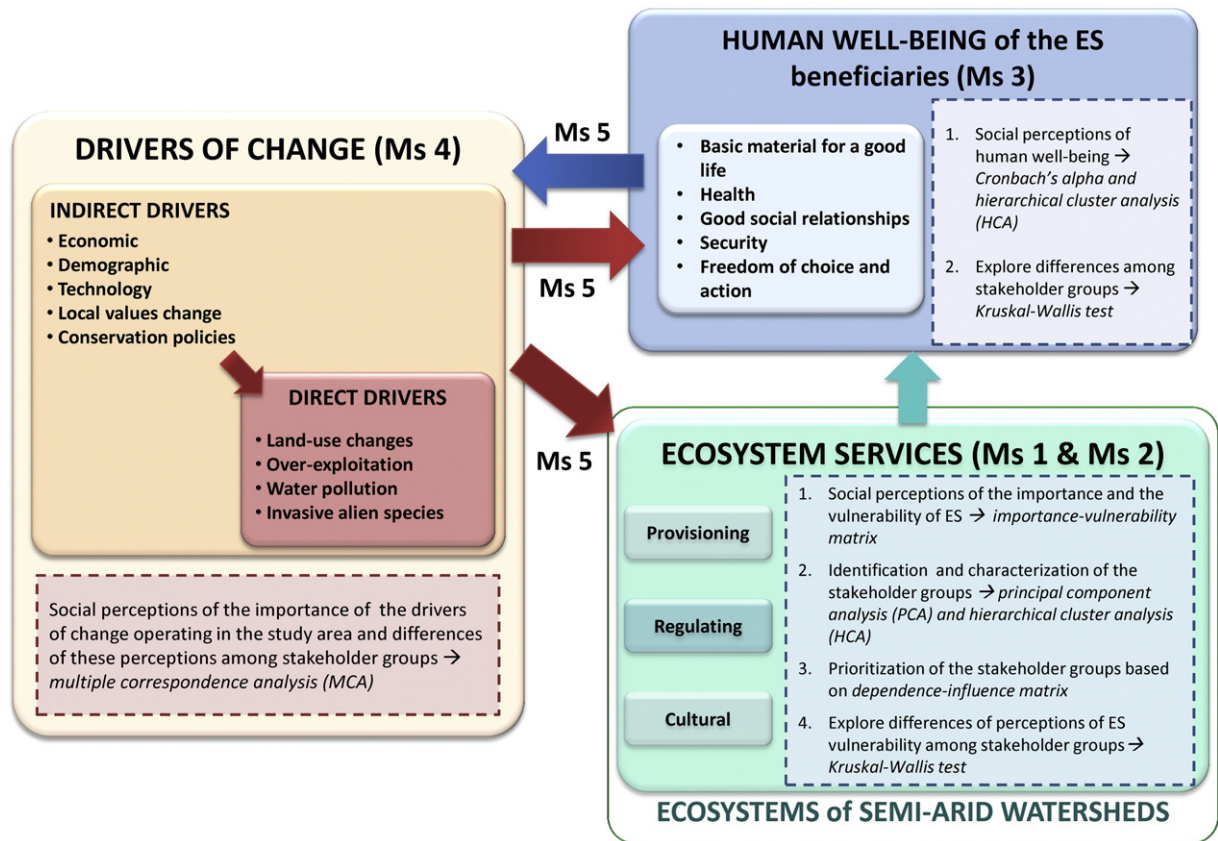 HUMAN WELL-BEING of the ES
beneficiaries (Ms 3)
• Basic material for a good
life
• Health
• Good social relationships
• Security
• Freedom of choice and
action
1. Social perceptions of
human well-being →
Cronbach's alpha and
hierarchical cluster analysis
(HCA)
2. Explore differences among
stakeholder groups →
Kruskal-Wallis test
Ms 5
Ms 5
Ms 5
DRIVERS OF CHANGE (Ms 4)
INDIRECT DRIVERS
• Economic
• Demographic
• Technology
• Local values change
• Conservation policies
DIRECT DRIVERS
• Land-use changes
• Over-exploitation
• Water pollution
• Invasive alien species
Social perceptions of the importance of the drivers
of change operating in the study area and differences
of these perceptions among stakeholder groups →
multiple correspondence analysis (MCA)
ECOSYSTEM SERVICES (Ms 1 & Ms 2)
Provisioning
Regulating
Cultural
1. Social perceptions of the importance and the
vulnerability of ES → importance-vulnerability
matrix
2. Identification and characterization of the
stakeholder groups → principal component
analysis (PCA) and hierarchical cluster analysis
(HCA)
3. Prioritization of the stakeholder groups based
on dependence-influence matrix
4. Explore differences of perceptions of ES
vulnerability among stakeholder groups →
Kruskal-Wallis test
ECOSYSTEMS of SEMI-ARID WATERSHEDS